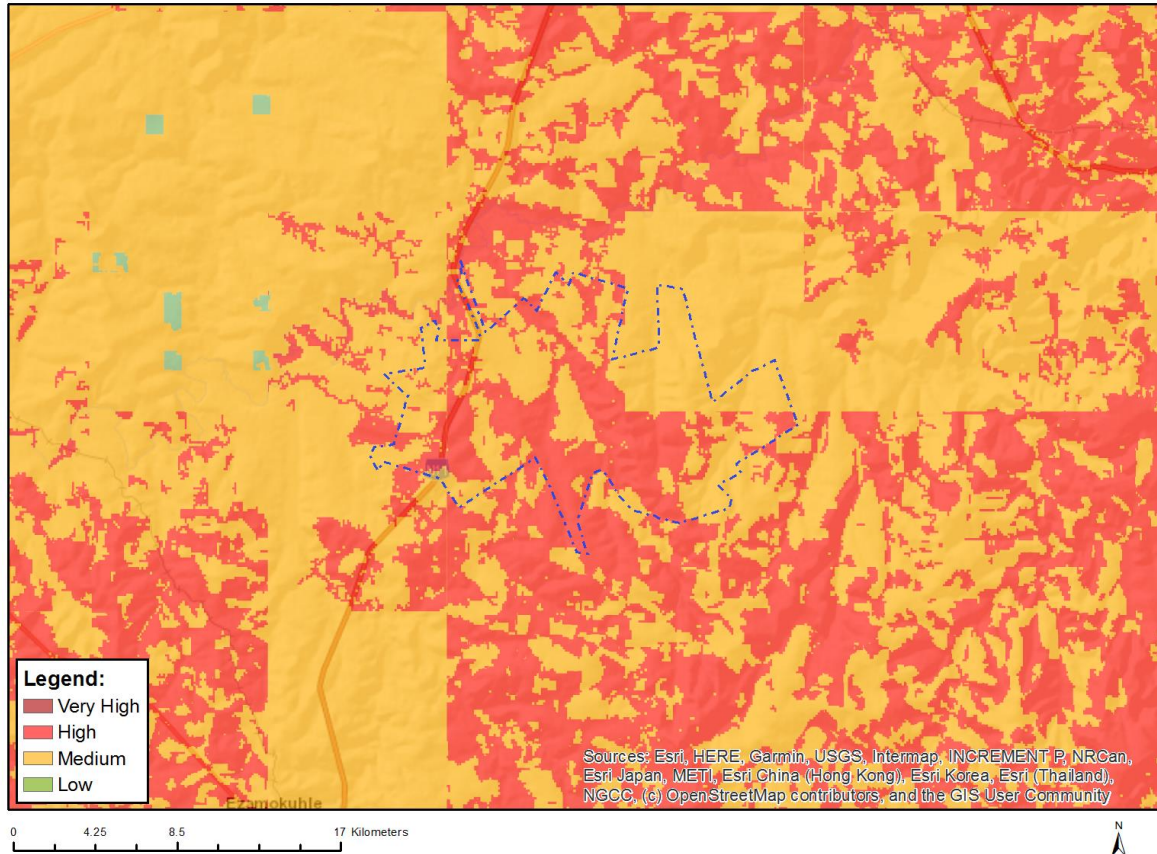 Legend:
Very High
High
Medium
Low
Ezamokuhle
Sources: Esri, HERE, Garmin, USGS, Intermap, INCREMENT P, NRCan,
Esri Japan, METI, Esri China (Hong Kong), Esri Korea, Esri (Thailand),
NGCC, (c) OpenStreetMap contributors, and the GIS User Community
0 4.25 8.5 17 Kilometers
N